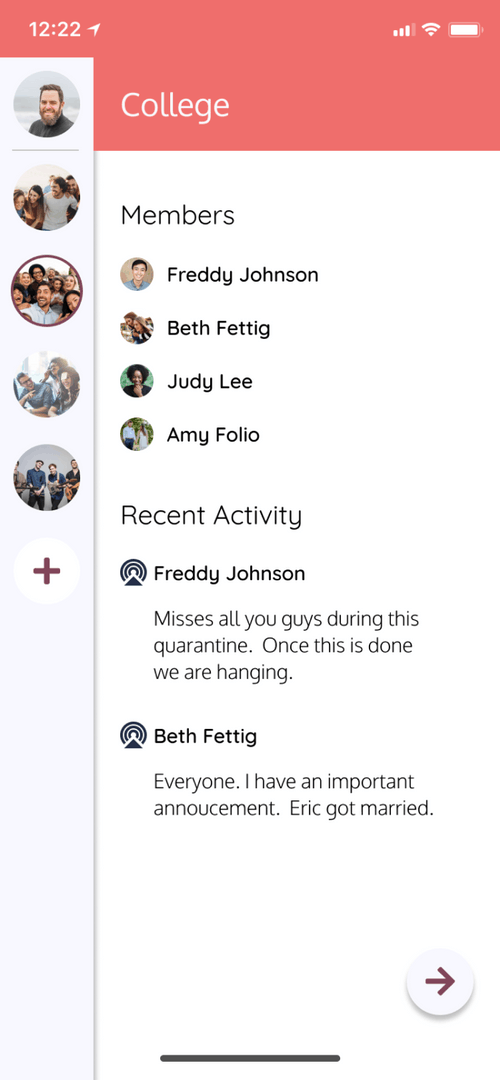 12:22
College
Members
Freddy Johnson
Beth Fettig
Judy Lee
Amy Folio
Recent Activity
Freddy Johnson
Misses all you guys during this
quarantine.  Once this is done
we are hanging.
Beth Fettig
Everyone. I have an important
annoucement.  Eric got married.